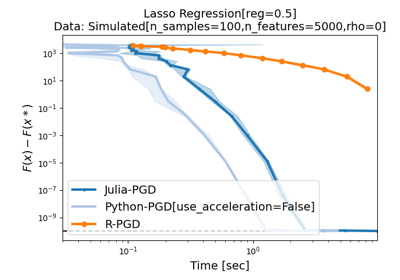 Lasso Regression[reg=0.5]
Data: Simulated[n_samples=100,n_features=5000,rho=0]
F(x) − F(x*)
10³
10¹
10⁻¹
10⁻³
10⁻⁵
10⁻⁷
10⁻⁹
Julia-PGD
Python-PGD[use_acceleration=False]
R-PGD
10⁻¹
10⁰
Time [sec]